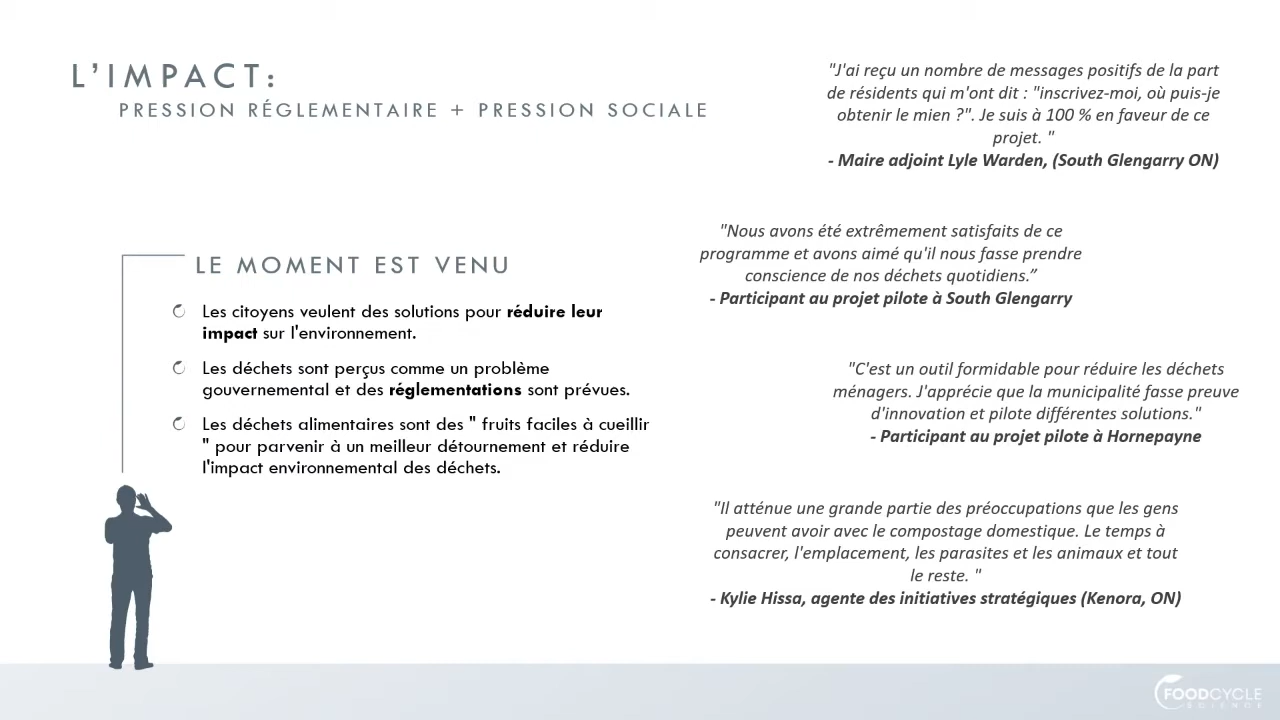 L'IMPACT:
PRESSION RÉGLEMENTAIRE + PRESSION SOCIALE
LE MOMENT EST VENU
Les citoyens veulent des solutions pour réduire leur
impact sur l'environnement.
Les déchets sont perçus comme un problème
gouvernemental et des réglementations sont prévues.
Les déchets alimentaires sont des " fruits faciles à cueillir
" pour parvenir à un meilleur détournement et réduire
l'impact environnemental des déchets.
"J'ai reçu un nombre de messages positifs de la part
de résidents qui m'ont dit : "inscrivez-moi, où puis-je
obtenir le mien ?". Je suis à 100 % en faveur de ce
projet. "
- Maire adjoint Lyle Warden, (South Glengarry ON)
"Nous avons été extrêmement satisfaits de ce
programme et avons aimé qu'il nous fasse prendre
conscience de nos déchets quotidiens.”
- Participant au projet pilote à South Glengarry
"C'est un outil formidable pour réduire les déchets
ménagers. J'apprécie que la municipalité fasse preuve
d'innovation et pilote différentes solutions."
- Participant au projet pilote à Hornepayne
"Il atténue une grande partie des préoccupations que les gens
peuvent avoir avec le compostage domestique. Le temps à
consacrer, l'emplacement, les parasites et les animaux et tout
le reste. "
- Kylie Hissa, agente des initiatives stratégiques (Kenora, ON)
FOODCYCLE
SCIENCE